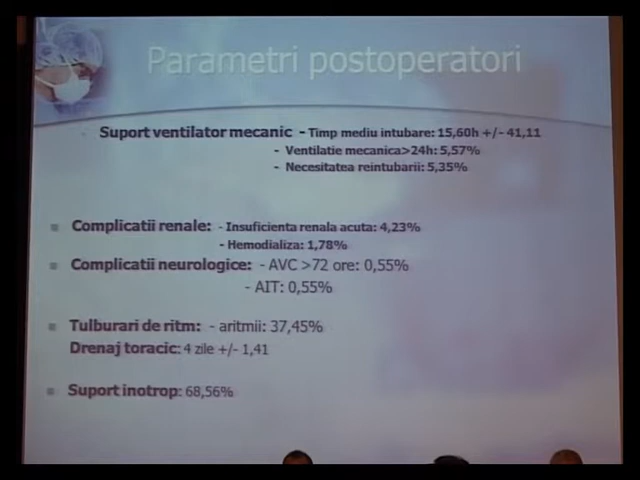 Parametri postoperatori
Suport ventilator mecanic - Timp mediu intubare: 15,60h +/- 41,11
- Ventilatie mecanica>24h: 5,57%
- Necesitatea reintubarii: 5,35%
Complicatii renale: - Insuficienta renala acuta: 4,23%
- Hemodializa: 1,78%
Complicatii neurologice: - AVC >72 ore: 0,55%
- AIT: 0,55%
Tulburari de ritm: - aritmii: 37,45%
Drenaj toracic: 4 zile +/- 1,41
Suport inotrop: 68,56%